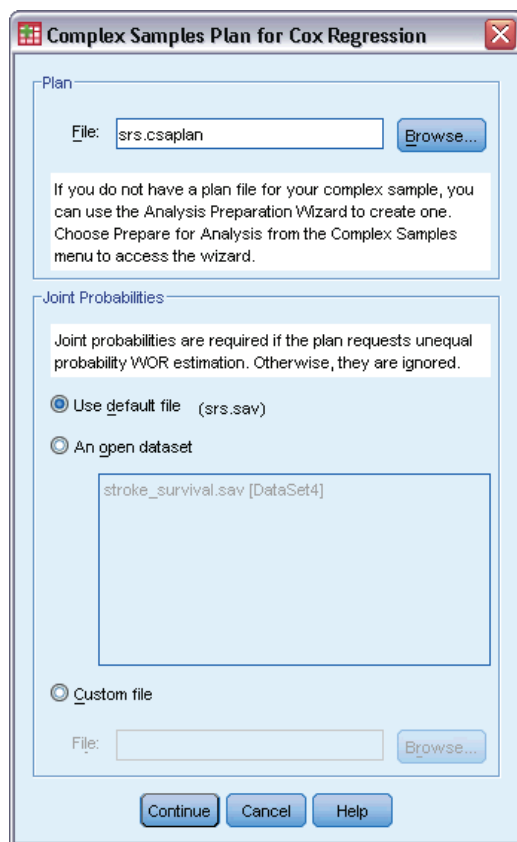 Complex Samples Plan for Cox Regression
Plan
File: srs.csaplan Browse...
If you do not have a plan file for your complex sample, you
can use the Analysis Preparation Wizard to create one.
Choose Prepare for Analysis from the Complex Samples
menu to access the wizard.
Joint Probabilities
Joint probabilities are required if the plan requests unequal
probability WOR estimation. Otherwise, they are ignored.
Use default file (srs.sav)
An open dataset
stroke_survival.sav [DataSet4]
Custom file
File: Browse...
Continue Cancel Help